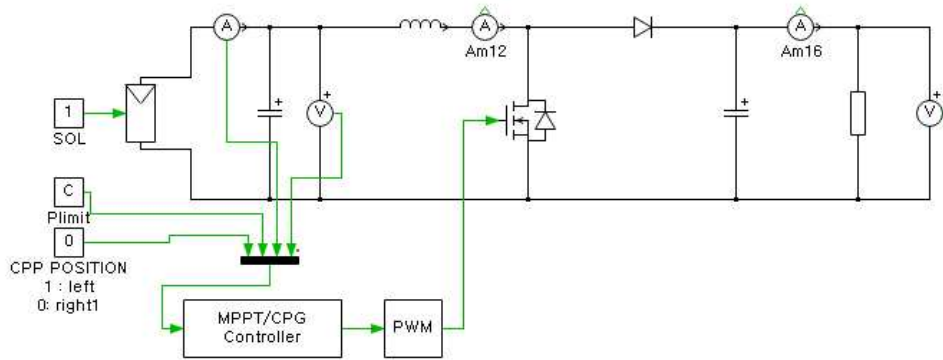 A
Am12
A
Am16
+
V
+
+
V
+
1
SOL
C
Plimit
0
CPP POSITION
1 : left
0: right1
MPPT/CPG
Controller
PWM
A
+